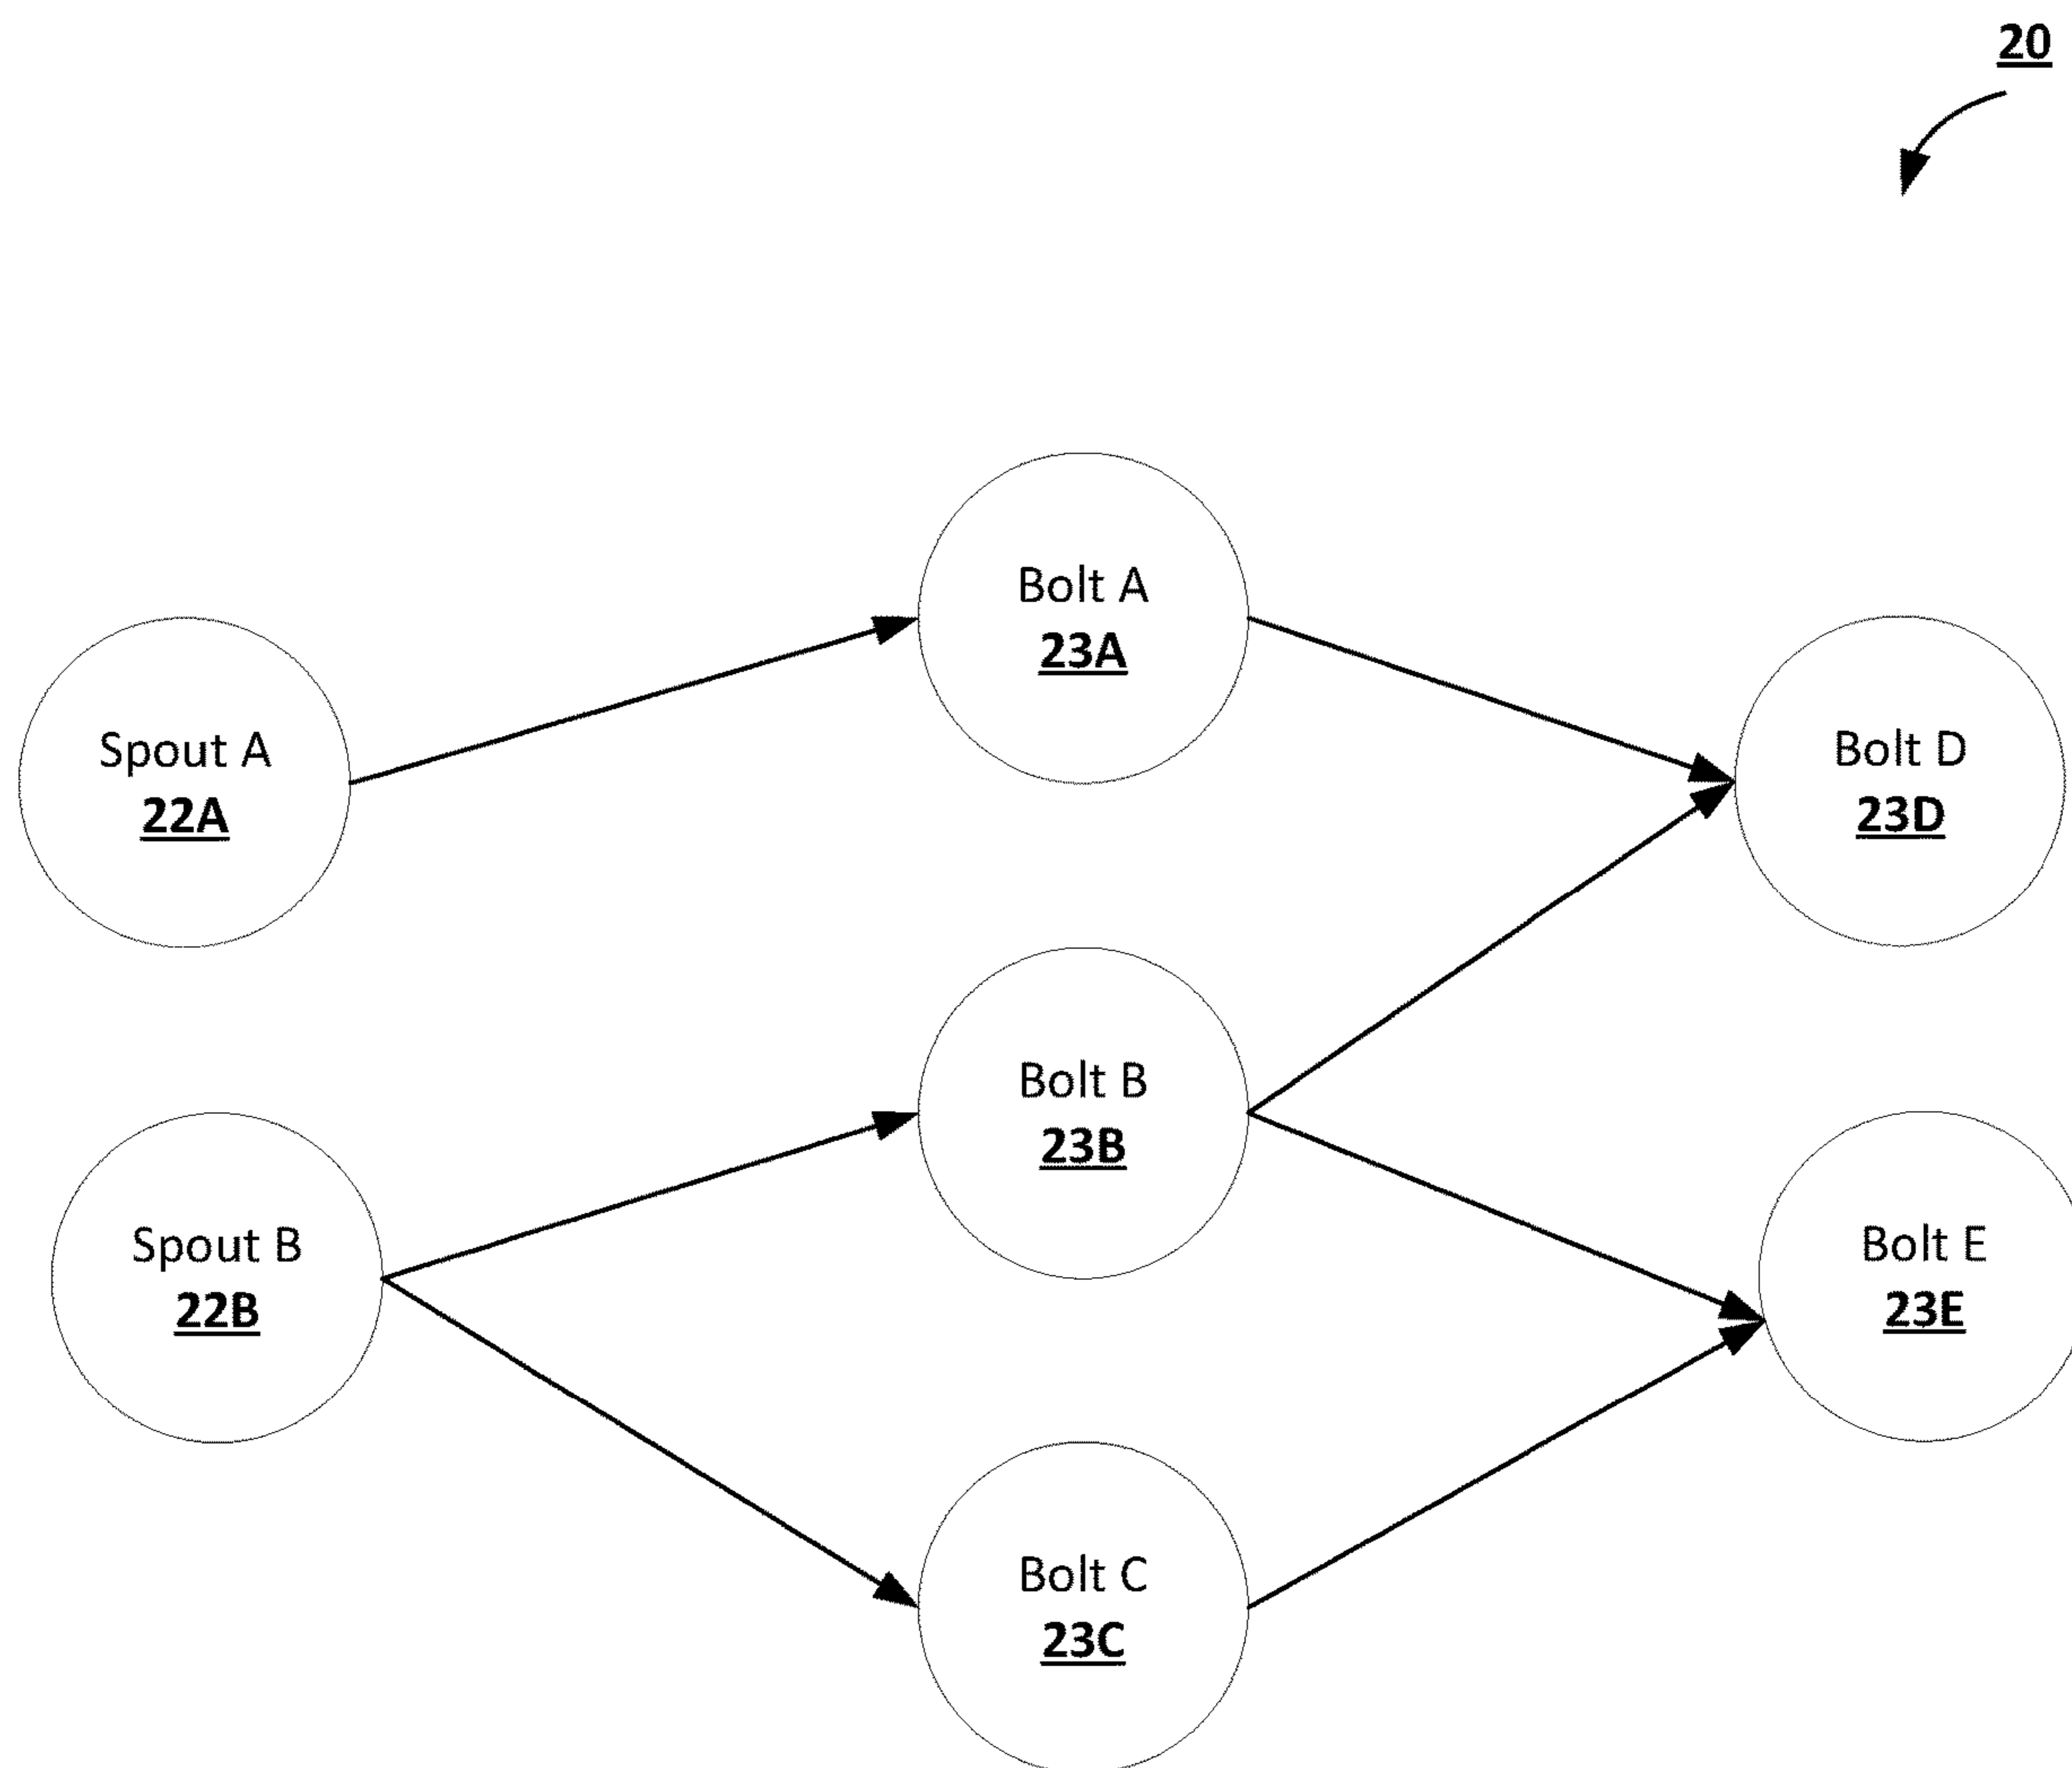 20
Bolt A
23A
Spout A
22A
Bolt D
23D
Bolt B
23B
Spout B
22B
Bolt E
23E
Bolt C
23C